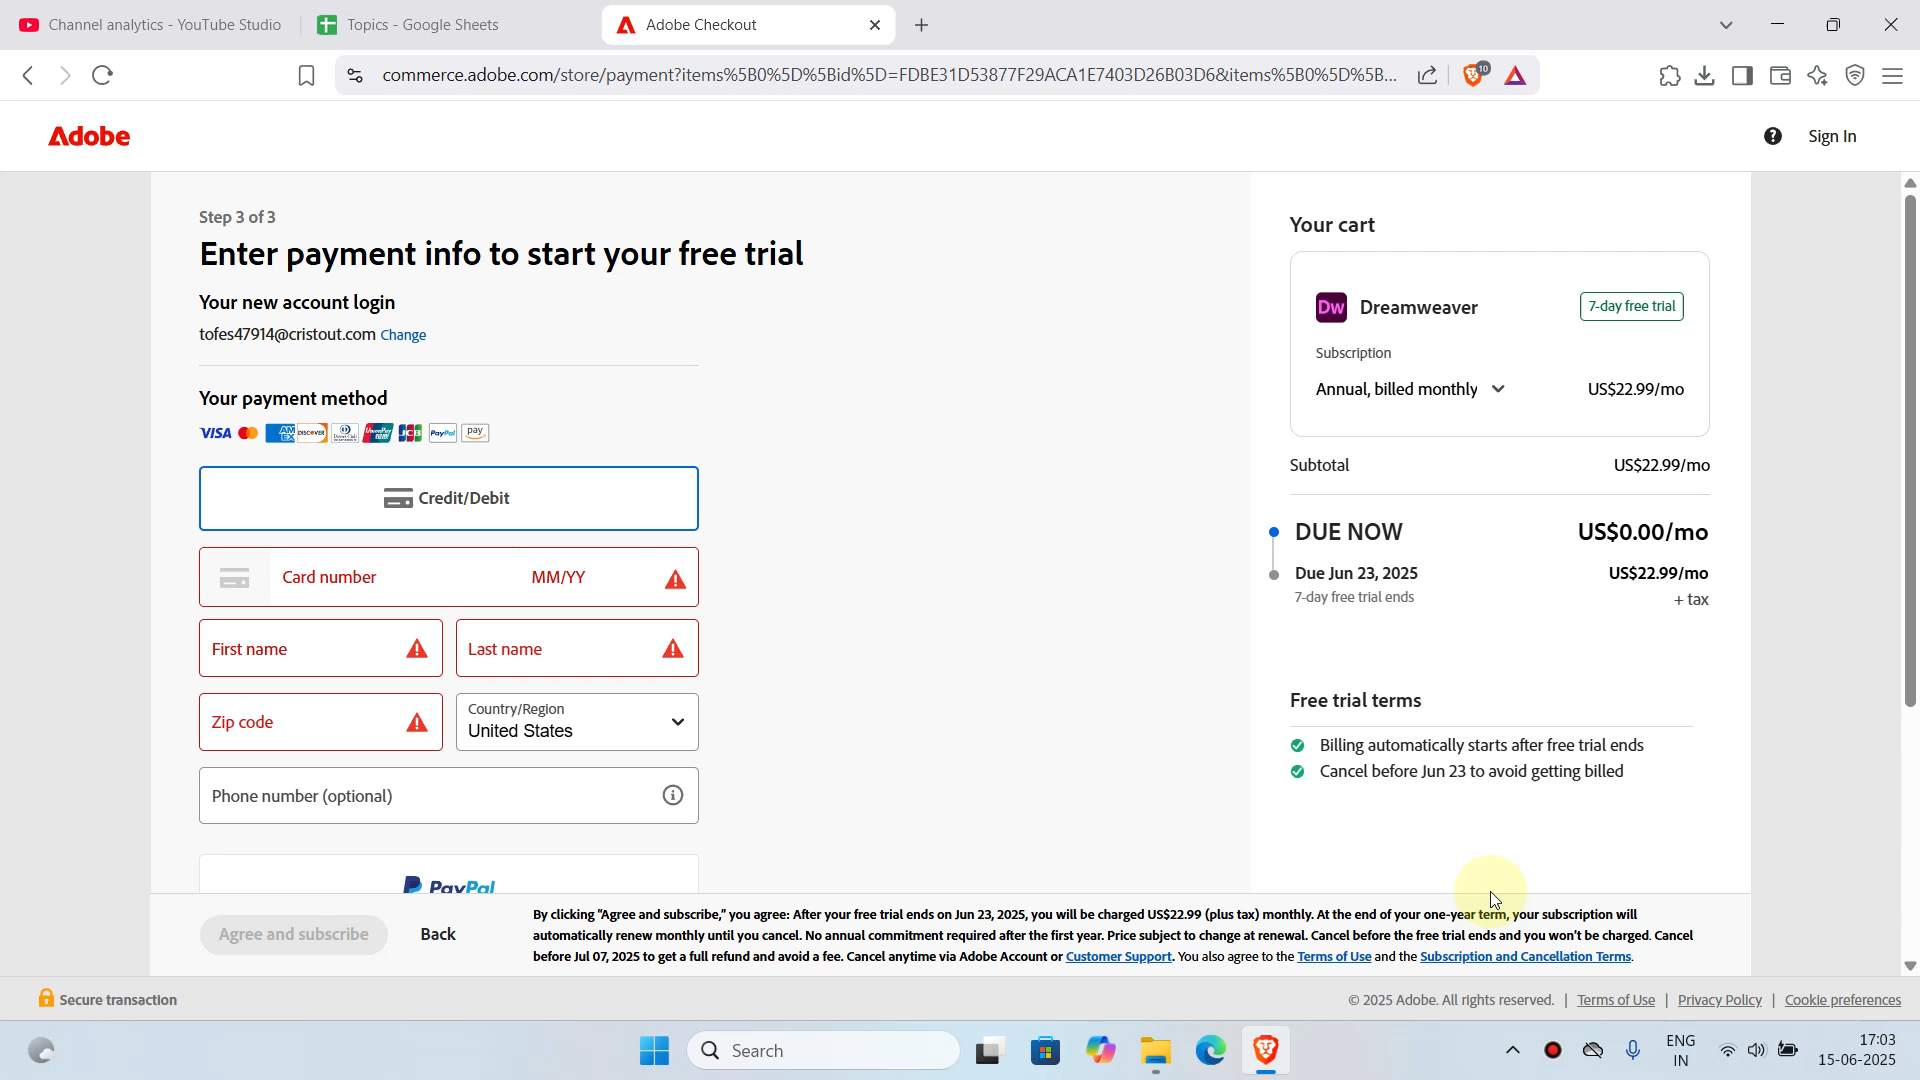 Channel analytics - YouTube Studio
Topics - Google Sheets
Adobe Checkout
commerce.adobe.com/store/payment?items%5B0%5D%5Bid%5D=FDBE31D53877F29ACA1E7403D26B03D6&items%5B0%5D%5B...
10
Adobe
Sign In
Step 3 of 3
Enter payment info to start your free trial
Your new account login
tofes47914@cristout.com Change
Your payment method
VISA AMEX DISCOVER Diners Club UnionPay JCB PayPal pay
Credit/Debit
Card number MM/YY
First name Last name
Zip code Country/Region
United States
Phone number (optional)
PayPal
Your cart
Dw Dreamweaver 7-day free trial
Subscription
Annual, billed monthly US$22.99/mo
Subtotal US$22.99/mo
DUE NOW US$0.00/mo
Due Jun 23, 2025 US$22.99/mo
7-day free trial ends + tax
Free trial terms
Billing automatically starts after free trial ends
Cancel before Jun 23 to avoid getting billed
Agree and subscribe Back
By clicking "Agree and subscribe," you agree: After your free trial ends on Jun 23, 2025, you will be charged US$22.99 (plus tax) monthly. At the end of your one-year term, your subscription will
automatically renew monthly until you cancel. No annual commitment required after the first year. Price subject to change at renewal. Cancel before the free trial ends and you won't be charged. Cancel
before Jul 07, 2025 to get a full refund and avoid a fee. Cancel anytime via Adobe Account or Customer Support. You also agree to the Terms of Use and the Subscription and Cancellation Terms.
Secure transaction
© 2025 Adobe. All rights reserved. | Terms of Use | Privacy Policy | Cookie preferences
Search
ENG
IN
17:03
15-06-2025